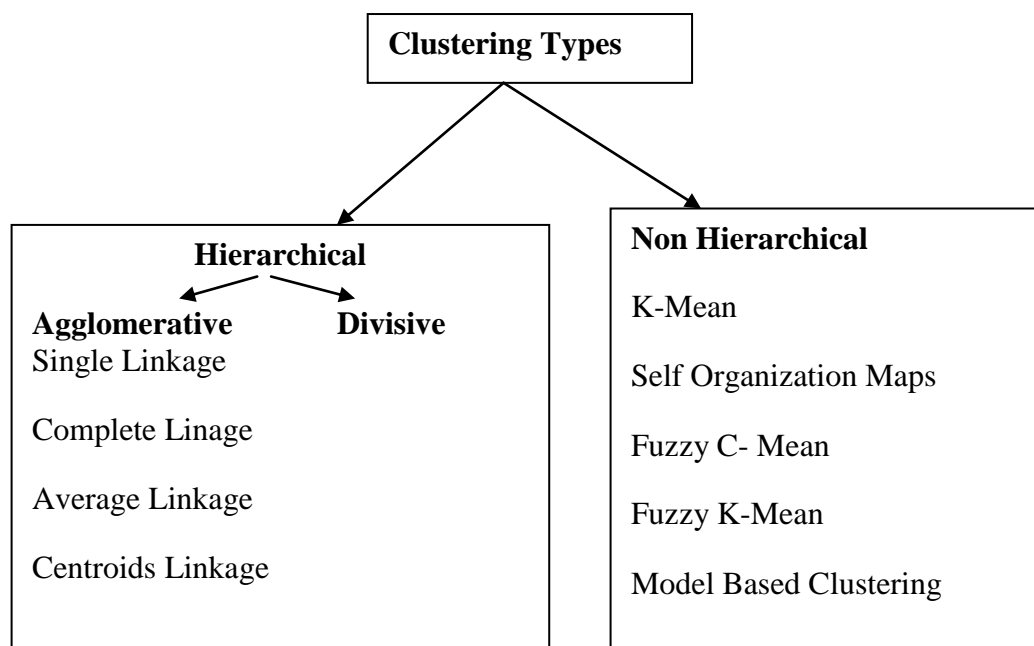 Clustering Types
Hierarchical
Agglomerative Divisive
Single Linkage
Complete Linage
Average Linkage
Centroids Linkage
Non Hierarchical
K-Mean
Self Organization Maps
Fuzzy C- Mean
Fuzzy K-Mean
Model Based Clustering